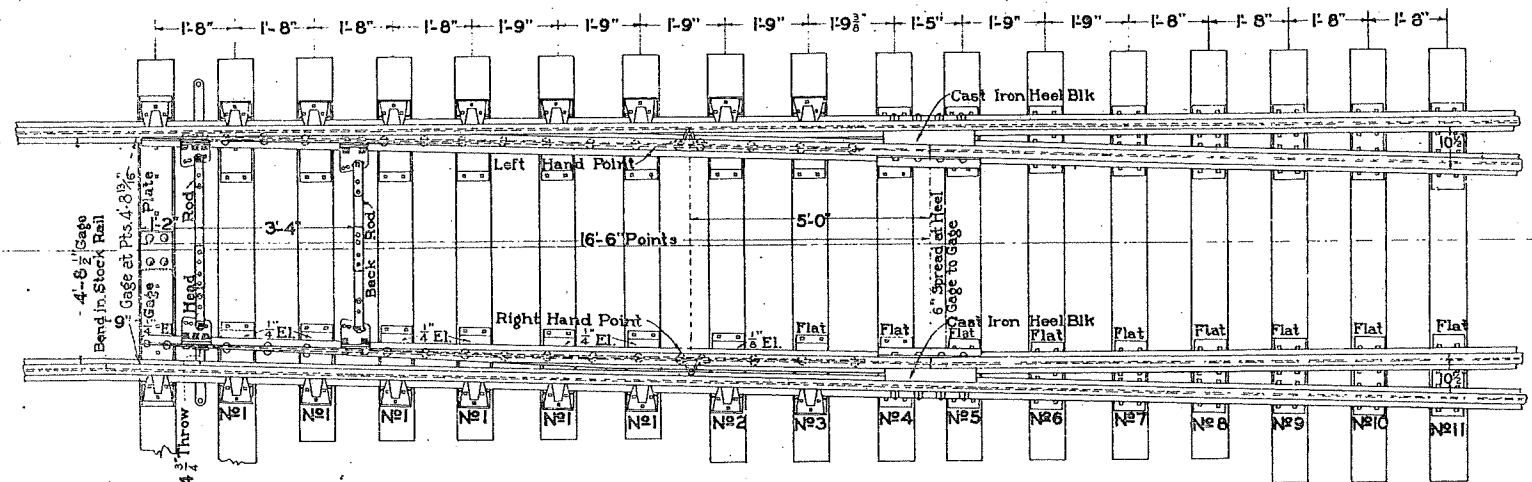 1'-8" 1'-8" 1'-8" 1'-8" 1'-9" 1'-9" 1'-9" 1'-9" 1'-9 3/8" 1'-5" 1'-9" 1'-9" 1'-8" 1'-8" 1'-8" 1'-8"
Cast Iron Heel Blk
Left Hand Point
10½"
4'-8½" Gage
Bend in Stock Rail
9"
Gage at Pts. 4'-8 13/16"
Gage Plate
Head Rod
3'-4"
Back Rod
16'-6" Points
5'-0"
6" Spread at Heel
Gage to Gage
Right Hand Point
Cast Iron Heel Blk
El. ¼" El. ¼" El. ¼" El. ⅛" El. Flat Flat Flat Flat Flat Flat Flat Flat Flat
10½"
4¾" Throw
Nº1 Nº1 Nº1 Nº1 Nº1 Nº1 Nº2 Nº3 Nº4 Nº5 Nº6 Nº7 Nº8 Nº9 Nº10 Nº11